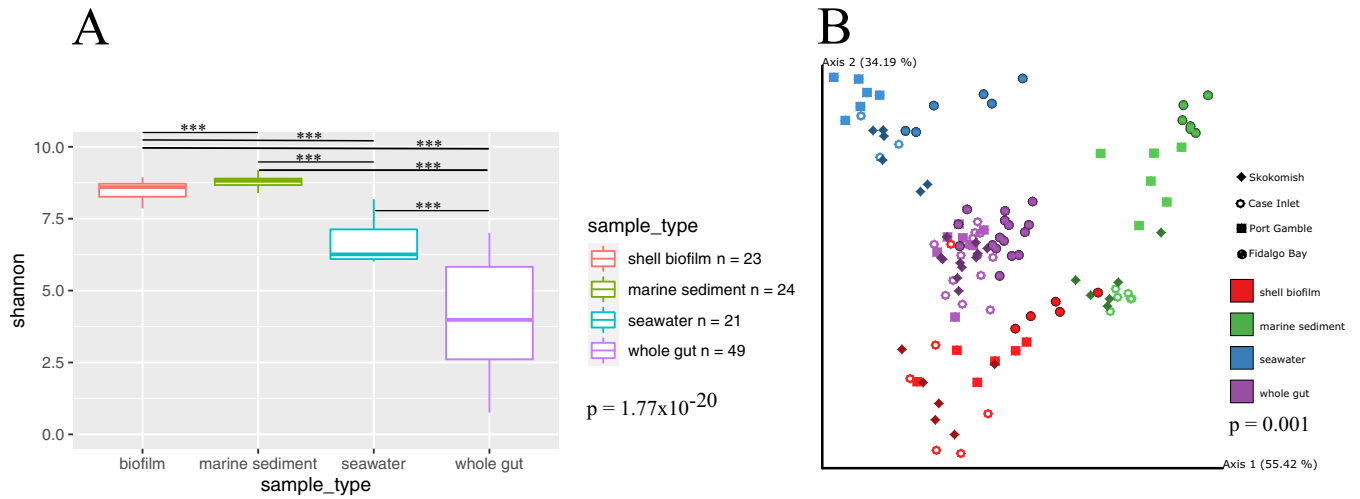 A
***
***
***
***
***
***
10.0
7.5
5.0
2.5
0.0
shannon
biofilm
marine sediment
seawater
whole gut
sample_type
sample_type
shell biofilm n = 23
marine sediment n = 24
seawater n = 21
whole gut n = 49
p = 1.77x10-20
B
Axis 2 (34.19 %)
Skokomish
Case Inlet
Port Gamble
Fidalgo Bay
shell biofilm
marine sediment
seawater
whole gut
p = 0.001
Axis 1 (55.42 %)